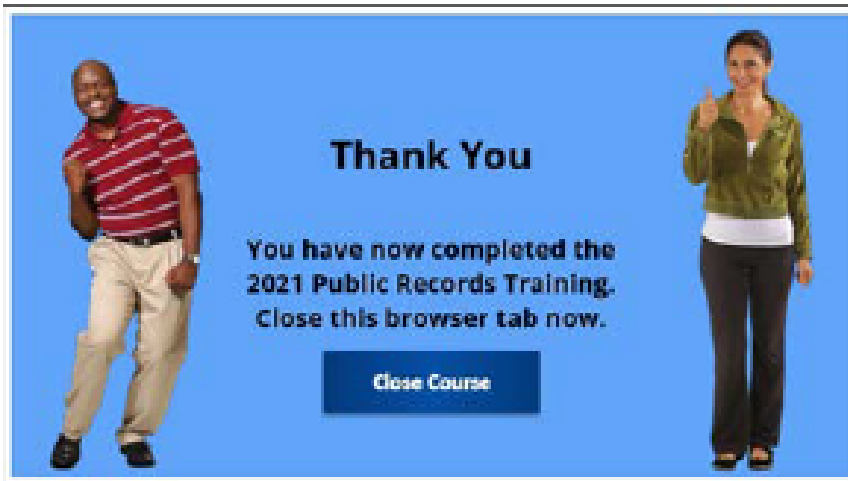 Thank You
You have now completed the
2021 Public Records Training.
Close this browser tab now.
Close Course